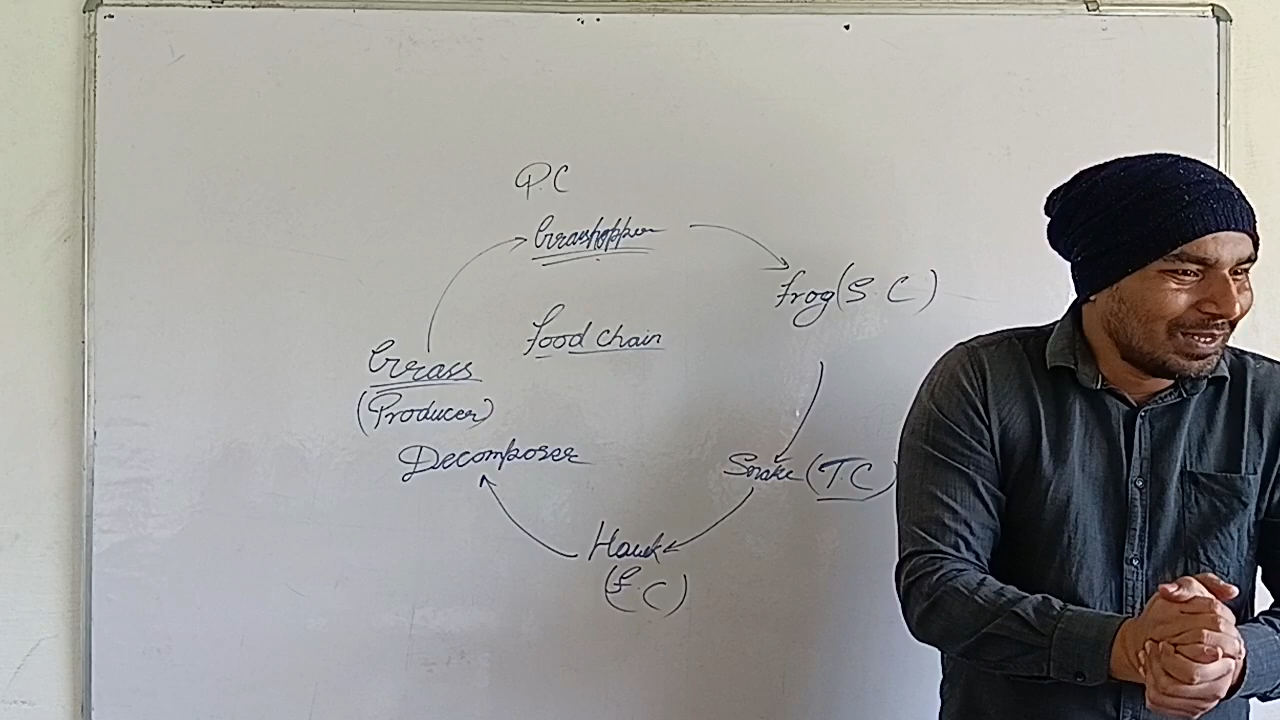 P.C
Grasshopper
Frog (S.C)
Food chain
Grass
(Producer)
Decomposer
Snake (T.C)
Hawk
(F.C)